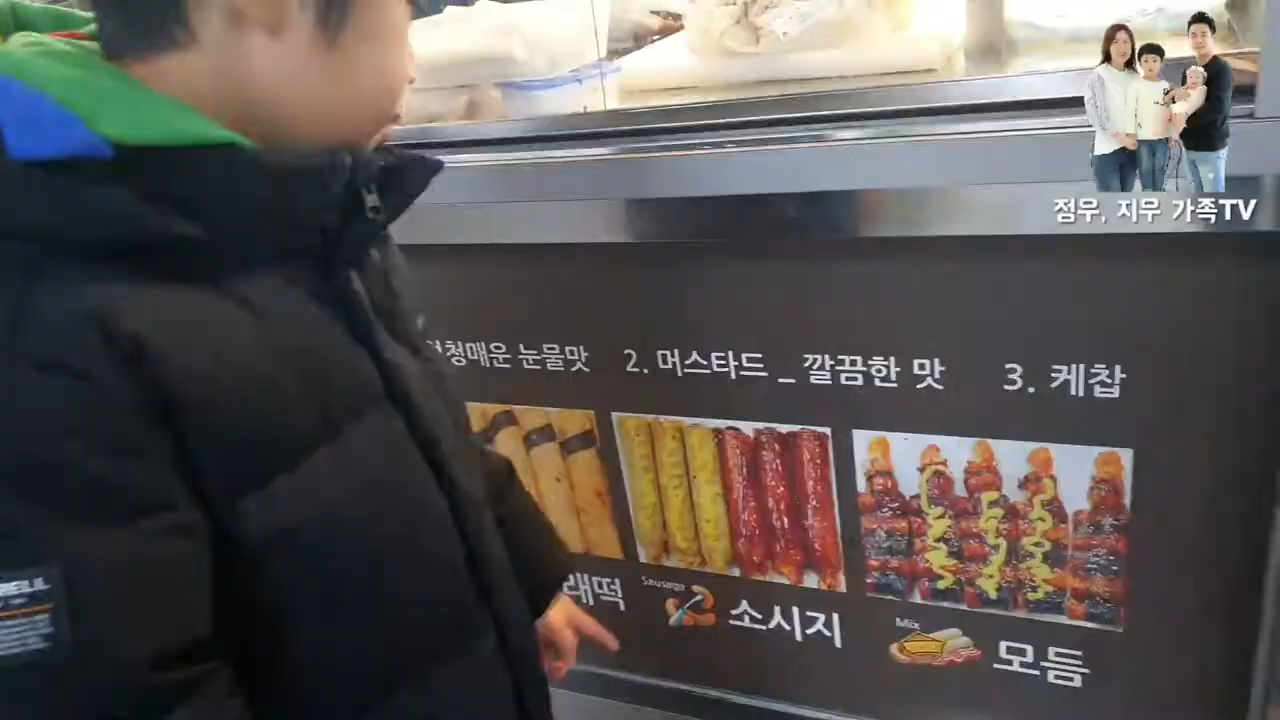 점우, 지우 가족TV
청매운 눈물맛 2. 머스타드 _ 깔끔한 맛 3. 케찹
래떡 Sausage 소시지 Mix 모듬